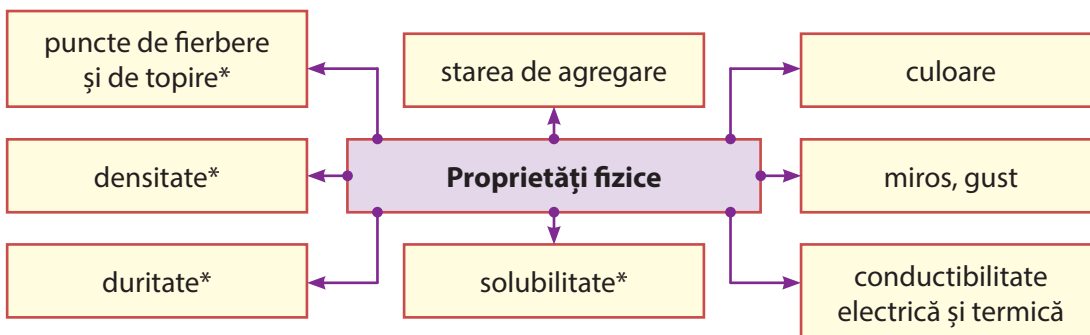 puncte de fierbere
și de topire*
starea de agregare
culoare
densitate*
Proprietăți fizice
miros, gust
duritate*
solubilitate*
conductibilitate
electrică și termică